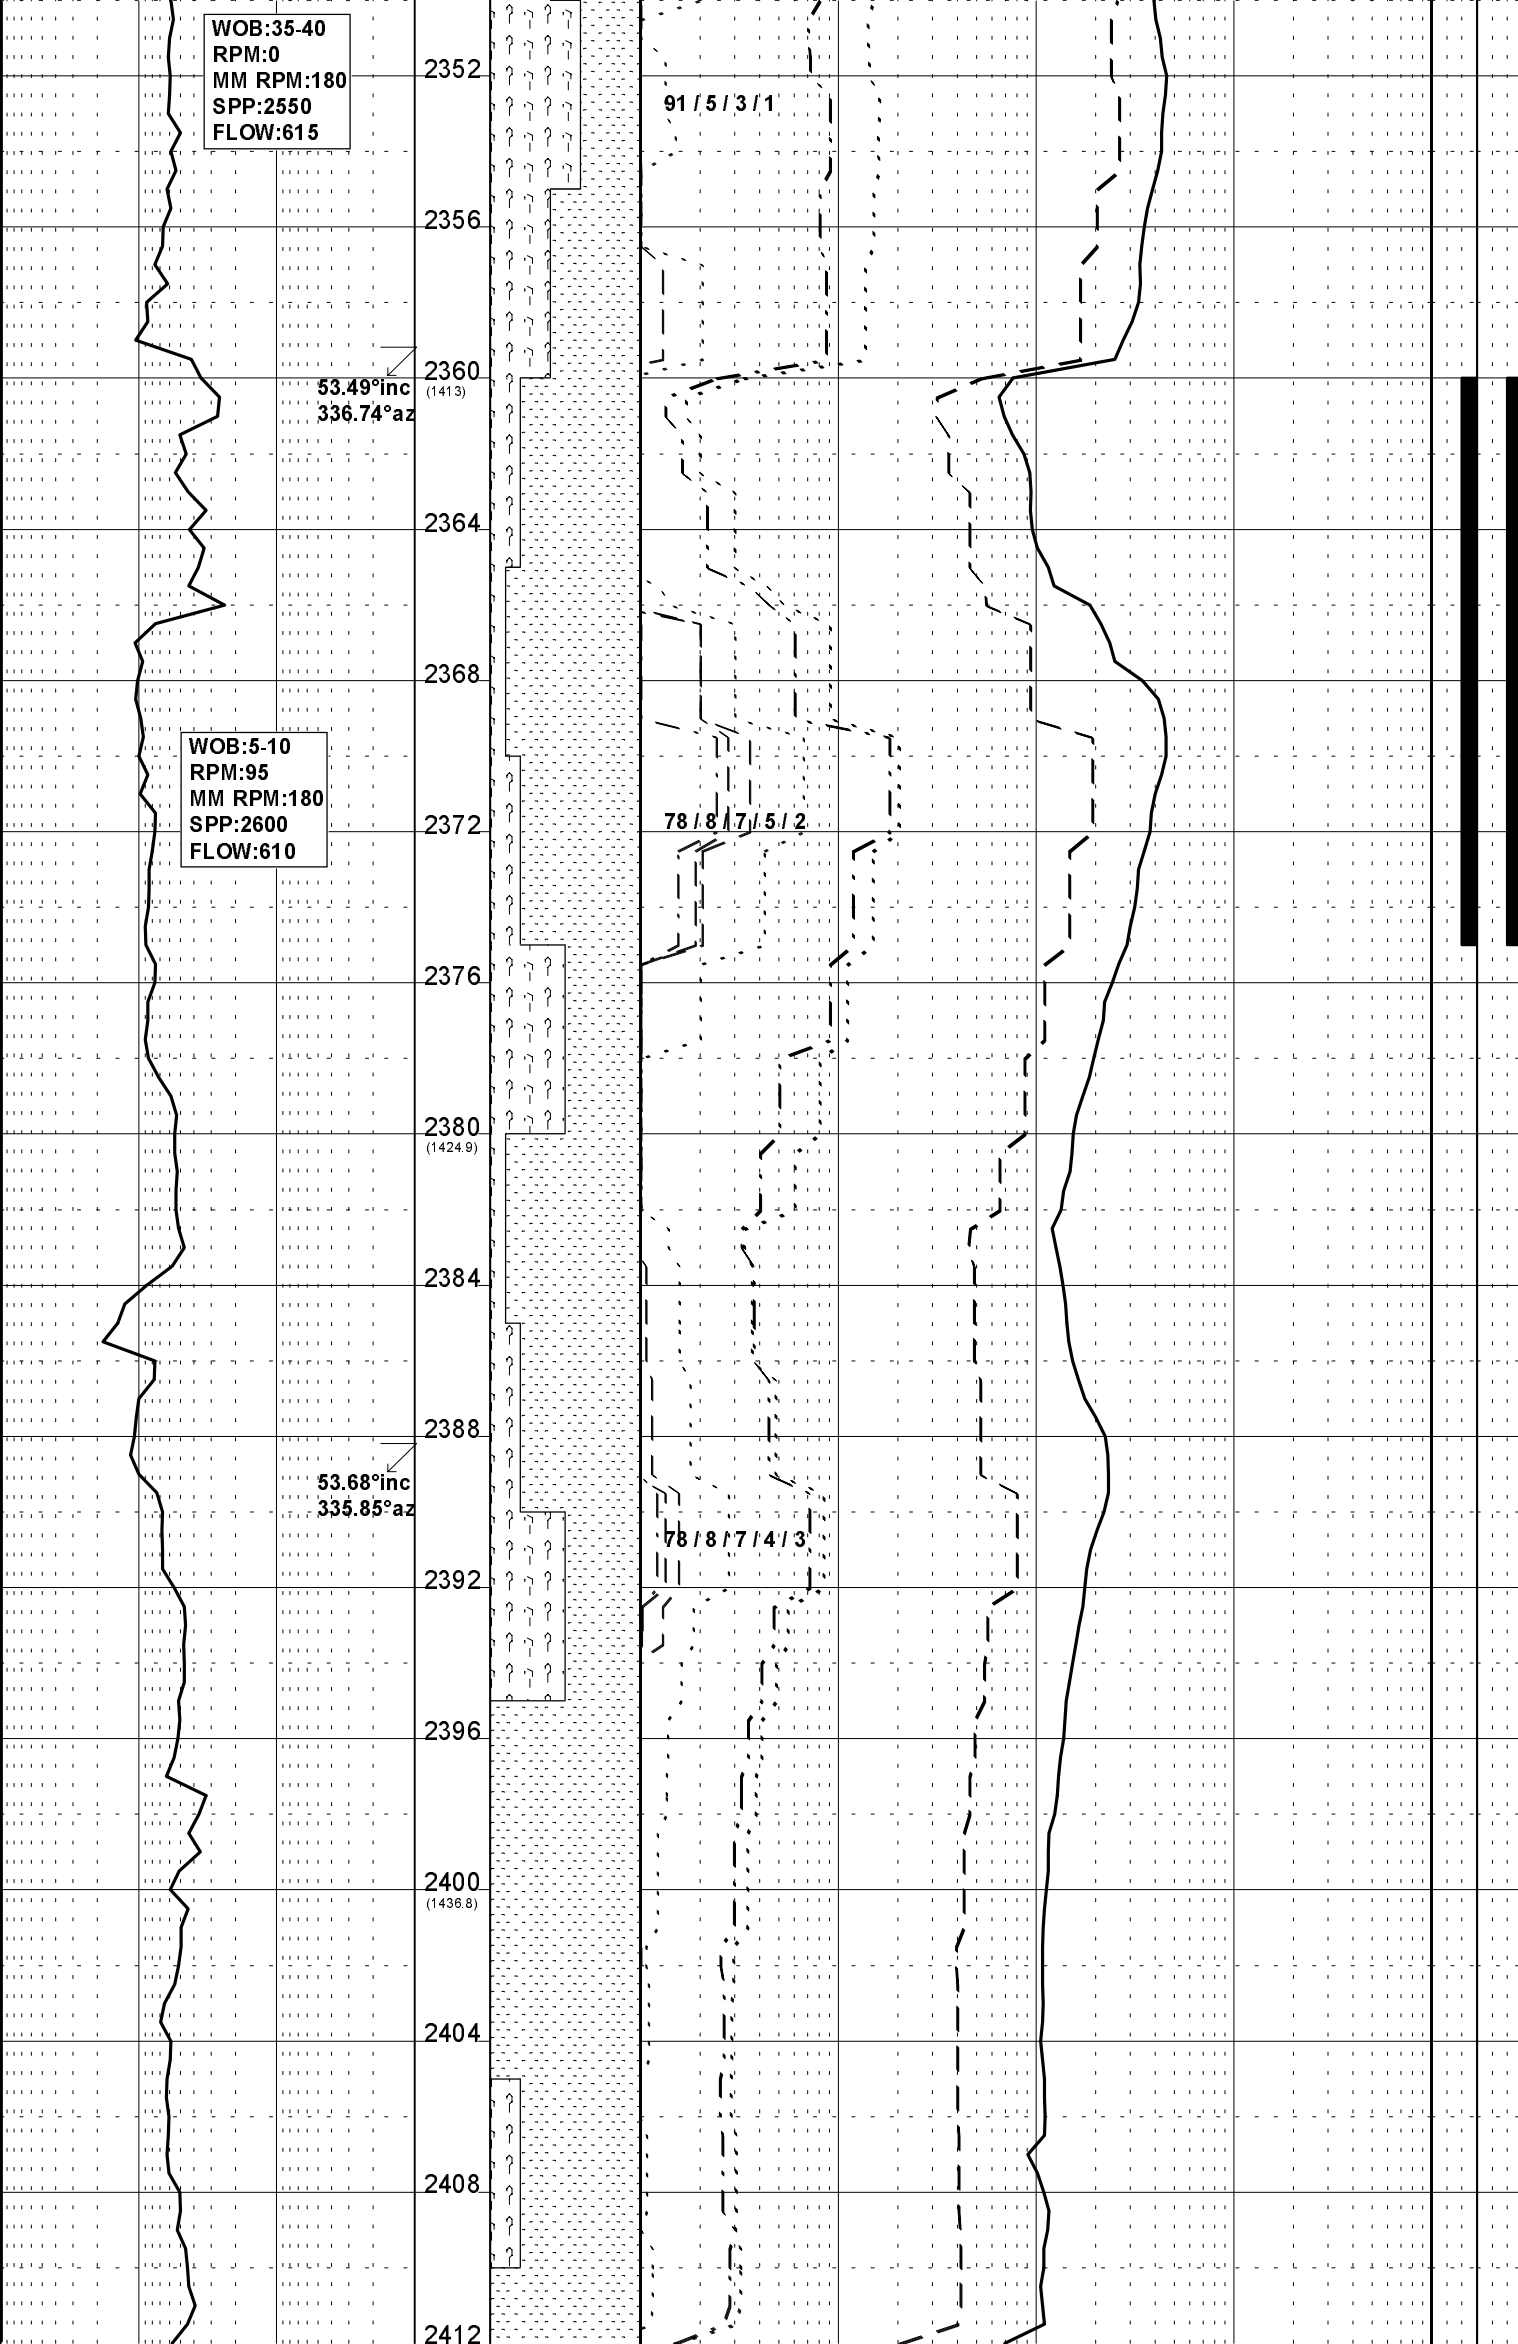 WOB:35-40
RPM:0
MM RPM:180
SPP:2550
FLOW:615
2352
91 / 5 / 3 / 1
2356
2360
(1413)
53.49°inc
336.74°az
2364
2368
WOB:5-10
RPM:95
MM RPM:180
SPP:2600
FLOW:610
2372
78 / 8 / 7 / 5 / 2
2376
2380
(1424.9)
2384
2388
53.68°inc
335.85°az
78 / 8 / 7 / 4 / 3
2392
2396
2400
(1436.8)
2404
2408
2412